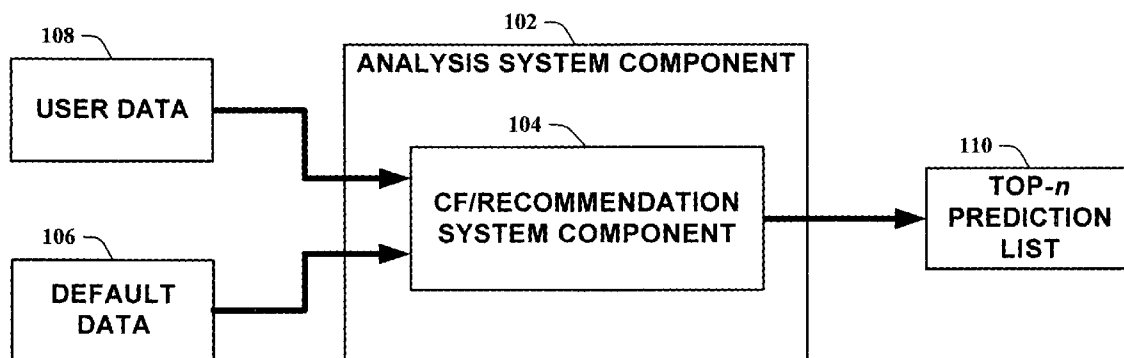 108
USER DATA
106
DEFAULT
DATA
102
ANALYSIS SYSTEM COMPONENT
104
CF/RECOMMENDATION
SYSTEM COMPONENT
110
TOP-n
PREDICTION
LIST